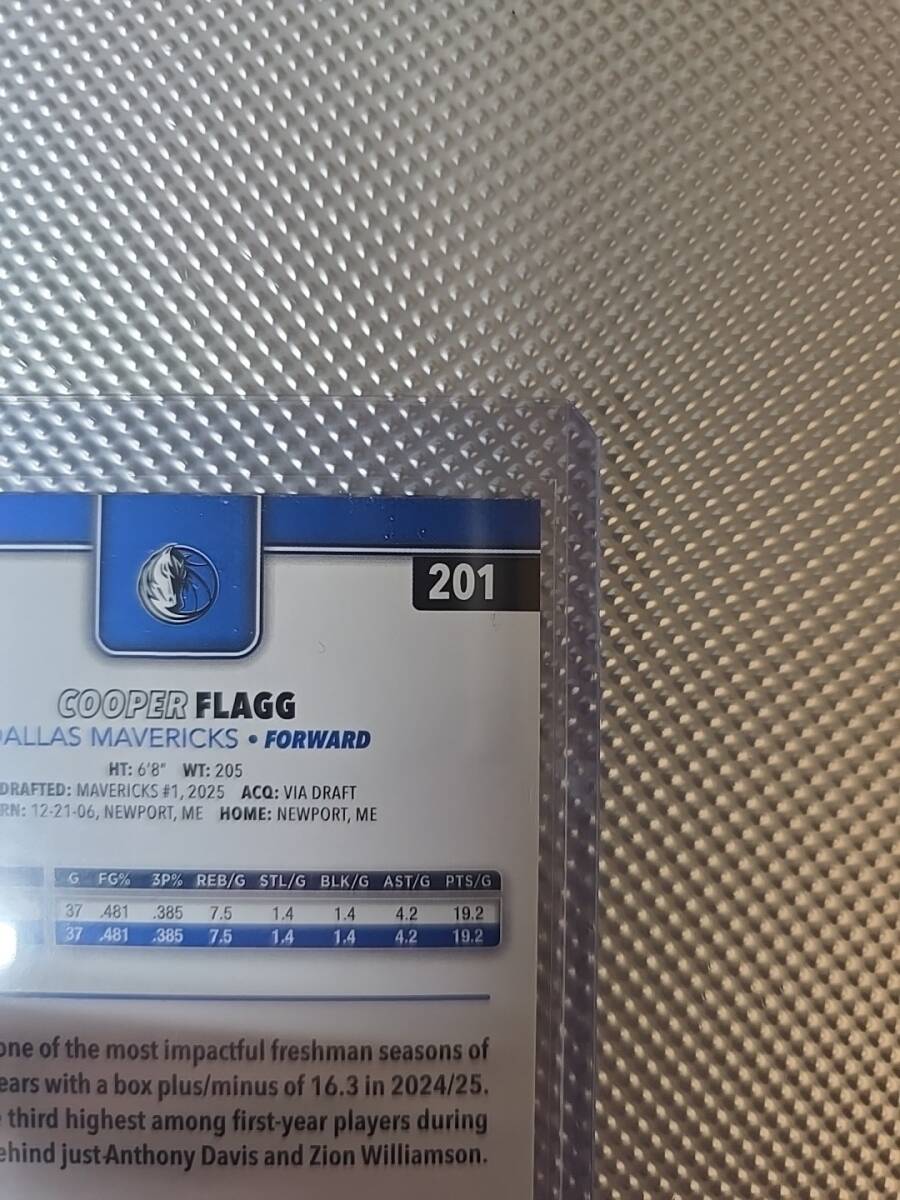 201
COOPER FLAGG
DALLAS MAVERICKS • FORWARD
HT: 6'8" WT: 205
DRAFTED: MAVERICKS #1, 2025 ACQ: VIA DRAFT
RN: 12-21-06, NEWPORT, ME HOME: NEWPORT, ME
G FG% 3P% REB/G STL/G BLK/G AST/G PTS/G
37 .481 .385 7.5 1.4 1.4 4.2 19.2
37 .481 .385 7.5 1.4 1.4 4.2 19.2
one of the most impactful freshman seasons of
ears with a box plus/minus of 16.3 in 2024/25.
third highest among first-year players during
ehind just Anthony Davis and Zion Williamson.